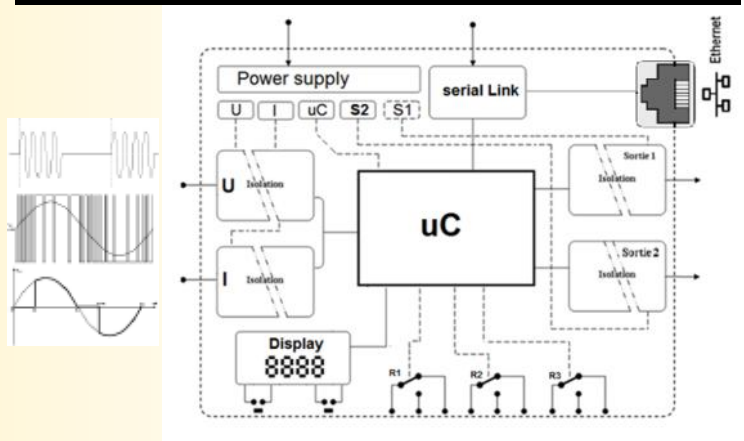 Ethernet
Power supply
serial Link
U
I
uC
S2
S1
U
Isolation
Sortie 1
Isolation
uC
I
Isolation
Sortie 2
Isolation
Display
8888
R1
R2
R3